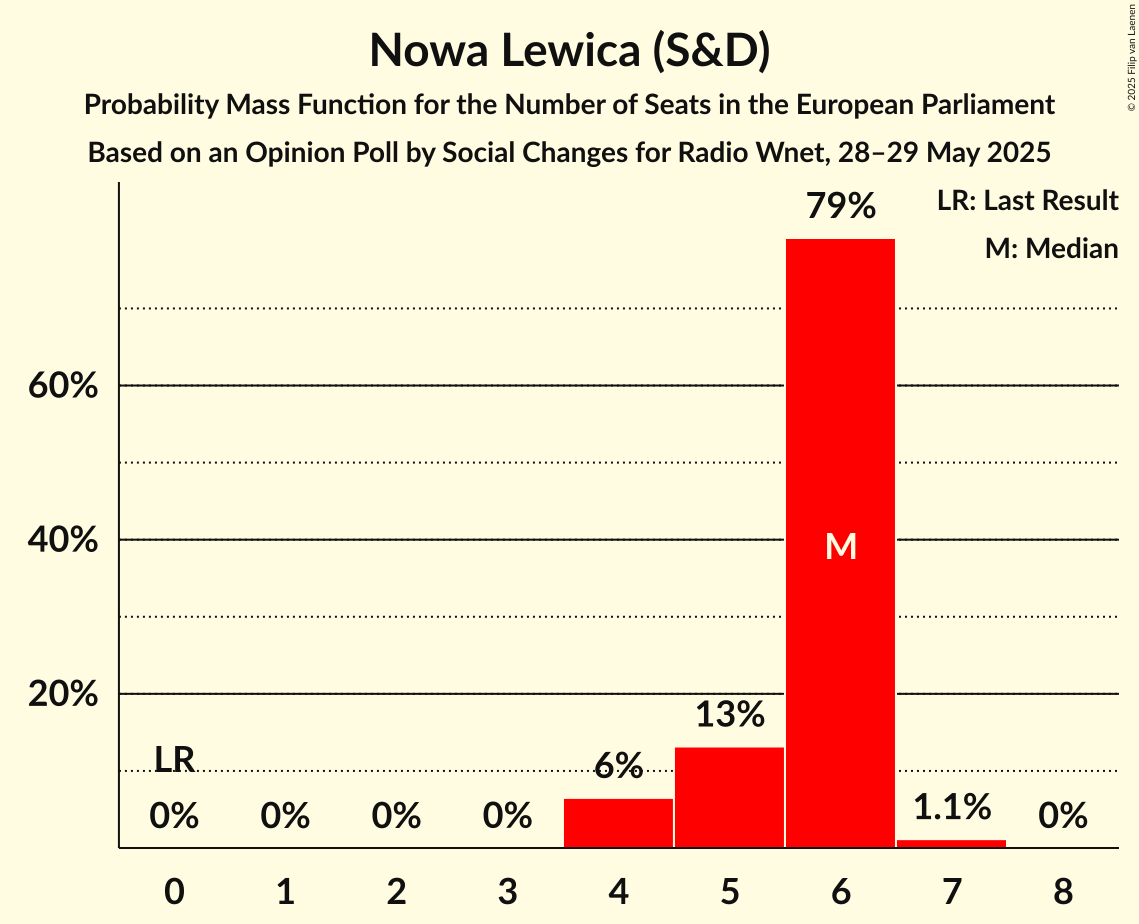 Nowa Lewica (S&D)
Probability Mass Function for the Number of Seats in the European Parliament
Based on an Opinion Poll by Social Changes for Radio Wnet, 28–29 May 2025
© 2025 Filip van Laenen
LR: Last Result
M: Median
79%
60%
40%
M
20%
13%
LR
6%
1.1%
0%
0%
0%
0%
0%
0 1 2 3 4 5 6 7 8